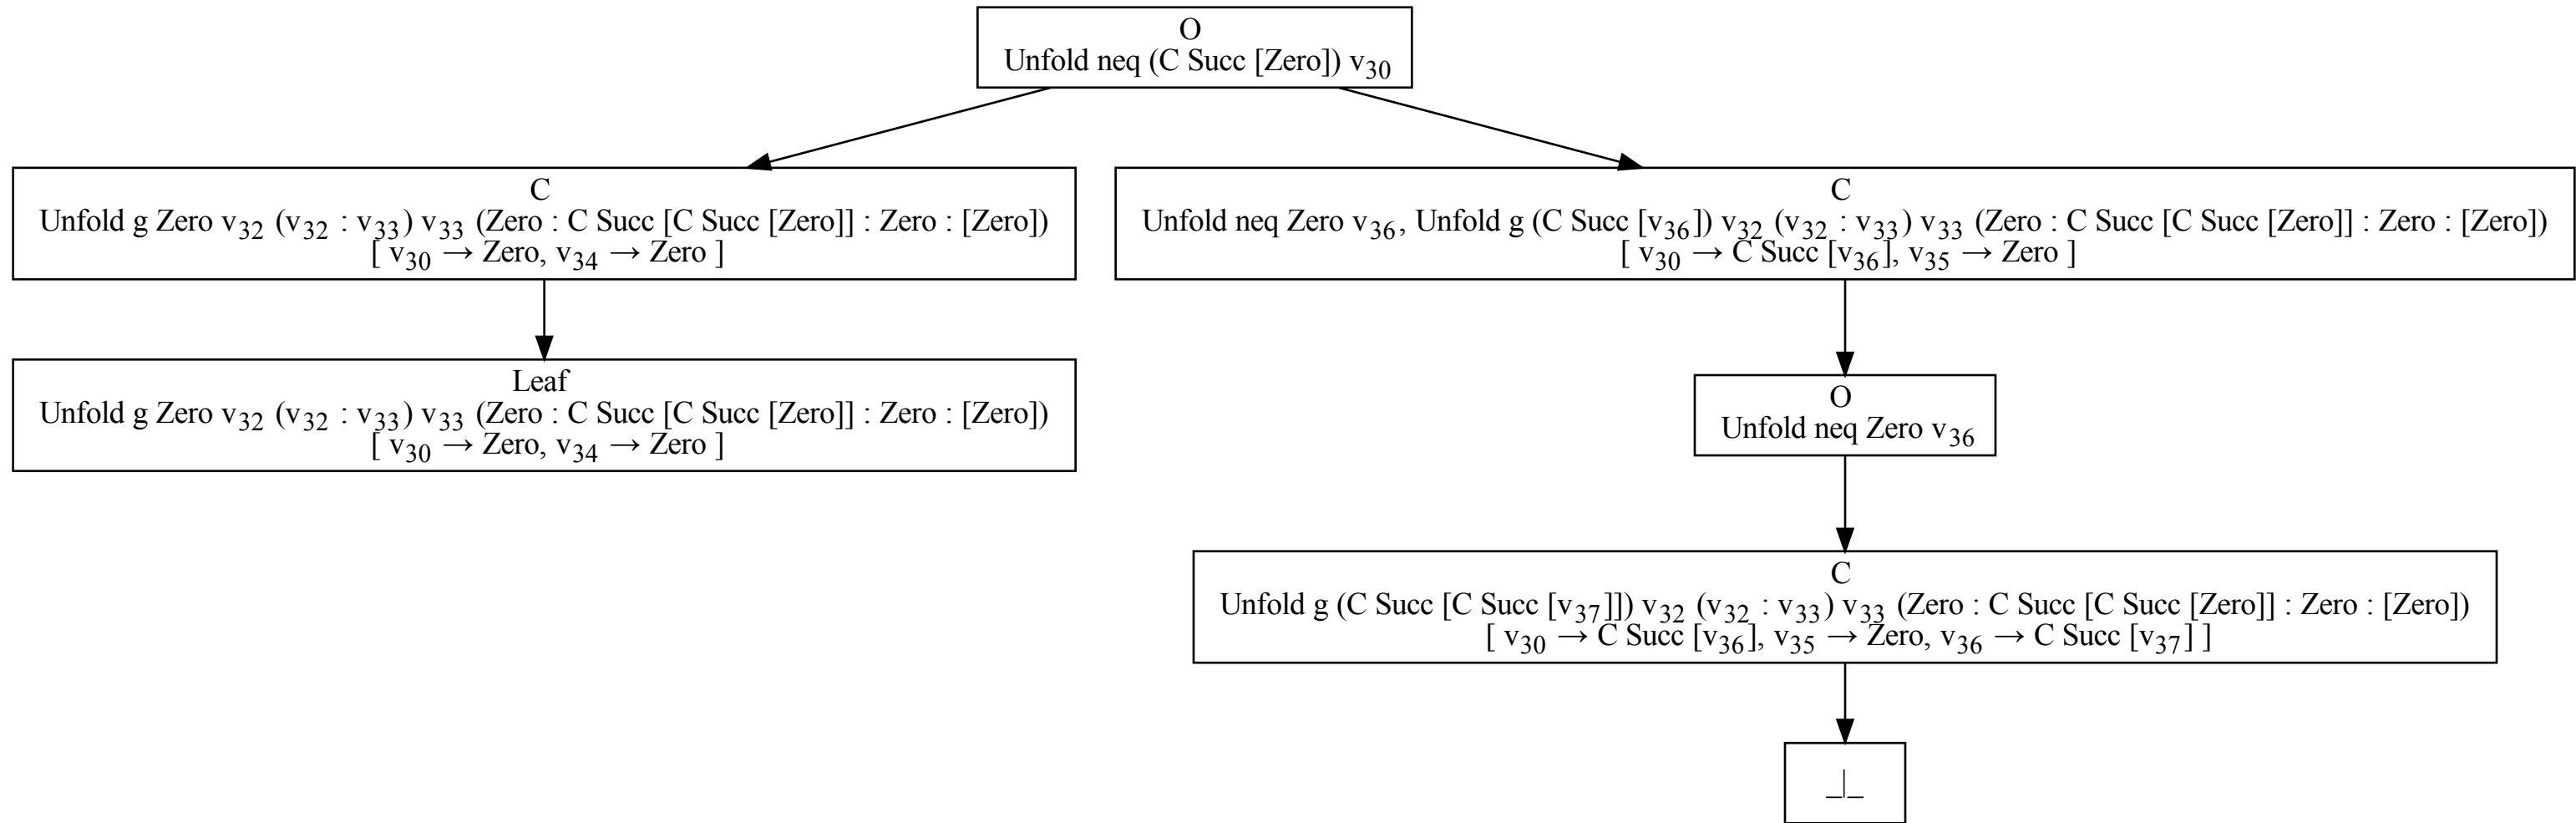 O
Unfold neq (C Succ [Zero]) v₃₀
C
Unfold g Zero v₃₂ (v₃₂ : v₃₃) v₃₃ (Zero : C Succ [C Succ [Zero]] : Zero : [Zero])
[ v₃₀ → Zero, v₃₄ → Zero ]
C
Unfold neq Zero v₃₆, Unfold g (C Succ [v₃₆]) v₃₂ (v₃₂ : v₃₃) v₃₃ (Zero : C Succ [C Succ [Zero]] : Zero : [Zero])
[ v₃₀ → C Succ [v₃₆], v₃₅ → Zero ]
Leaf
Unfold g Zero v₃₂ (v₃₂ : v₃₃) v₃₃ (Zero : C Succ [C Succ [Zero]] : Zero : [Zero])
[ v₃₀ → Zero, v₃₄ → Zero ]
O
Unfold neq Zero v₃₆
C
Unfold g (C Succ [C Succ [v₃₇]]) v₃₂ (v₃₂ : v₃₃) v₃₃ (Zero : C Succ [C Succ [Zero]] : Zero : [Zero])
[ v₃₀ → C Succ [v₃₆], v₃₅ → Zero, v₃₆ → C Succ [v₃₇] ]
_|_